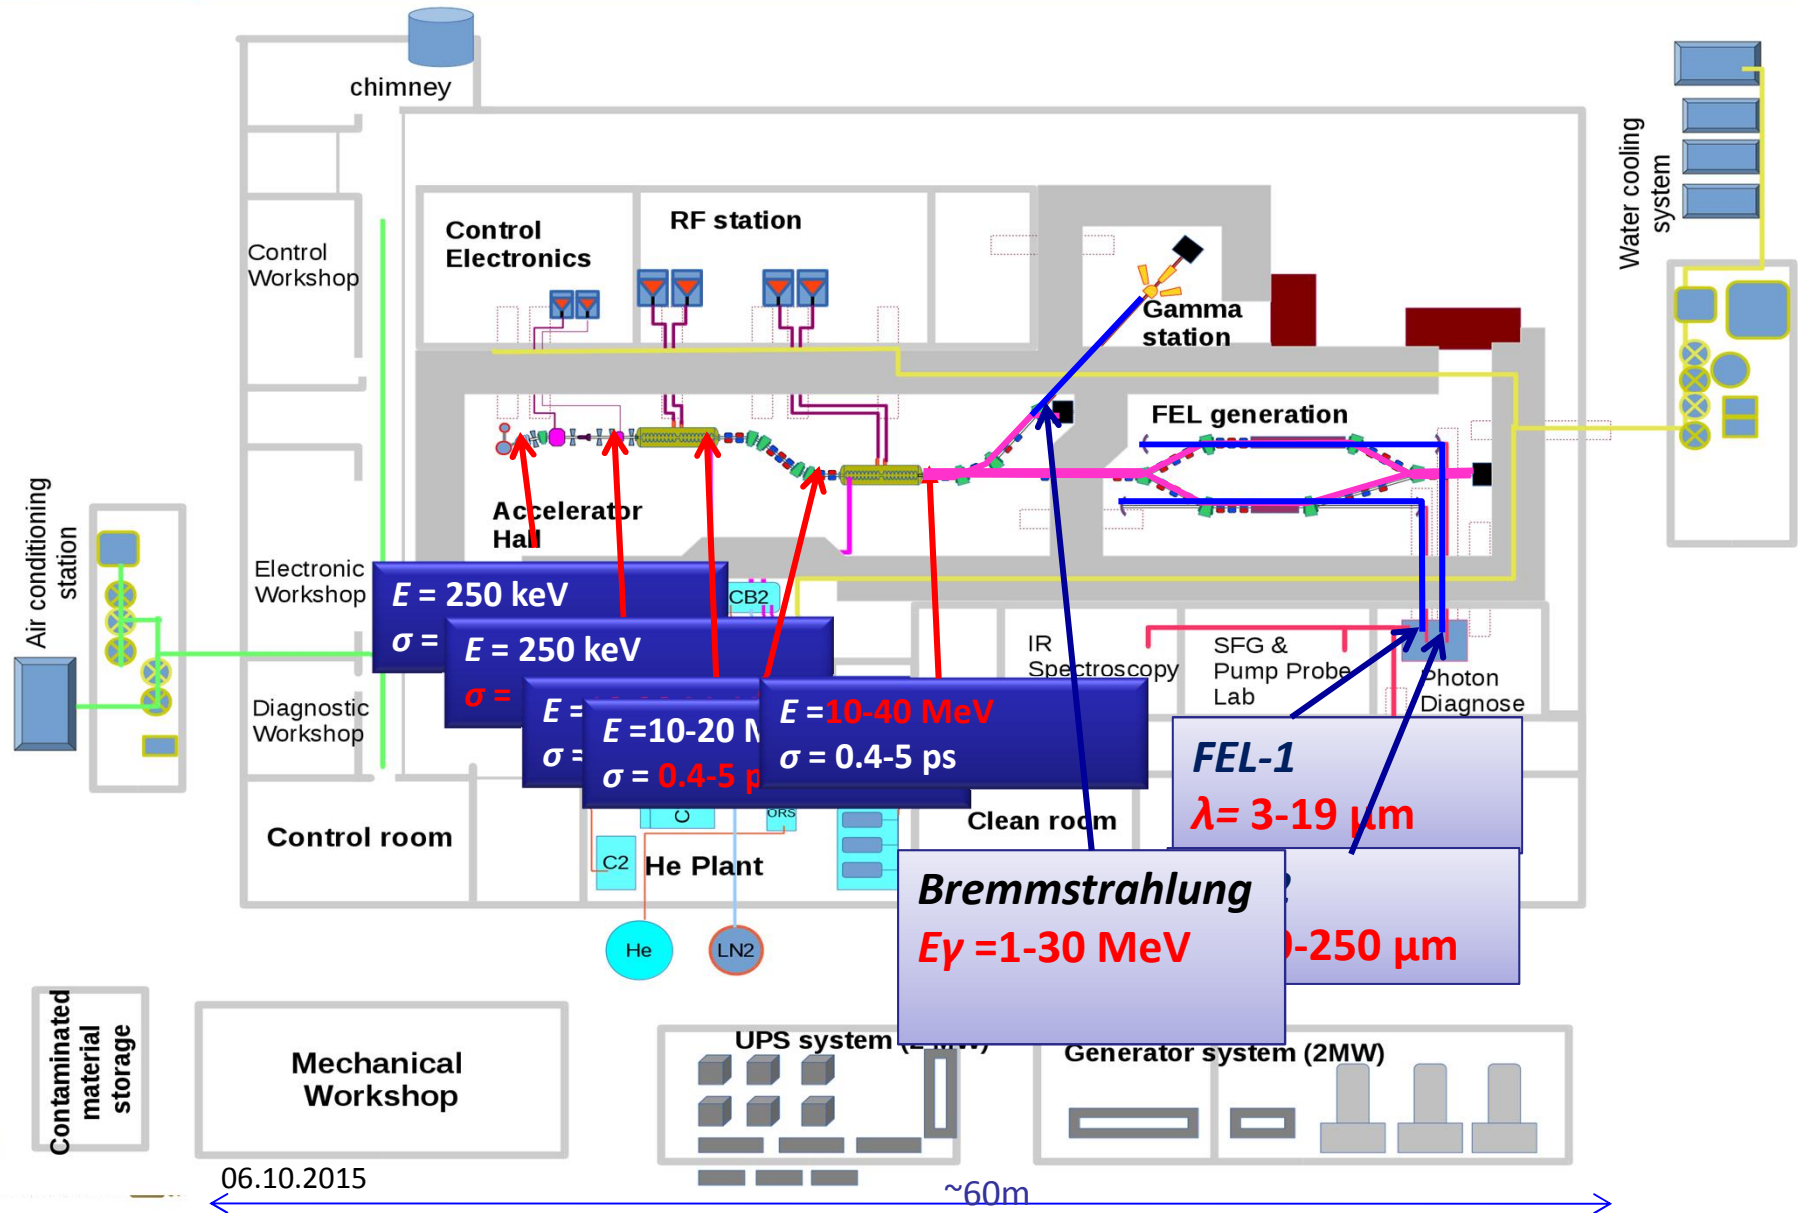 chimney
Water cooling
system
Control
Electronics
RF station
Control
Workshop
Gamma
station
FEL generation
Accelerator
Hall
Air conditioning
station
Electronic
Workshop
E = 250 keV
σ =
CB2
E = 250 keV
σ =
IR
Spectroscopy
SFG &
Pump Probe
Lab
Photon
Diagnose
Diagnostic
Workshop
E =
σ =
E =10-20 M
σ = 0.4-5 p
E =10-40 MeV
σ = 0.4-5 ps
FEL-1
λ= 3-19 µm
Control room
C
ORS
Clean room
C2
He Plant
Bremmstrahlung
Eγ =1-30 MeV
-250 µm
He
LN2
Contaminated
material
storage
Mechanical
Workshop
UPS system (2 MW)
Generator system (2MW)
06.10.2015
~60m